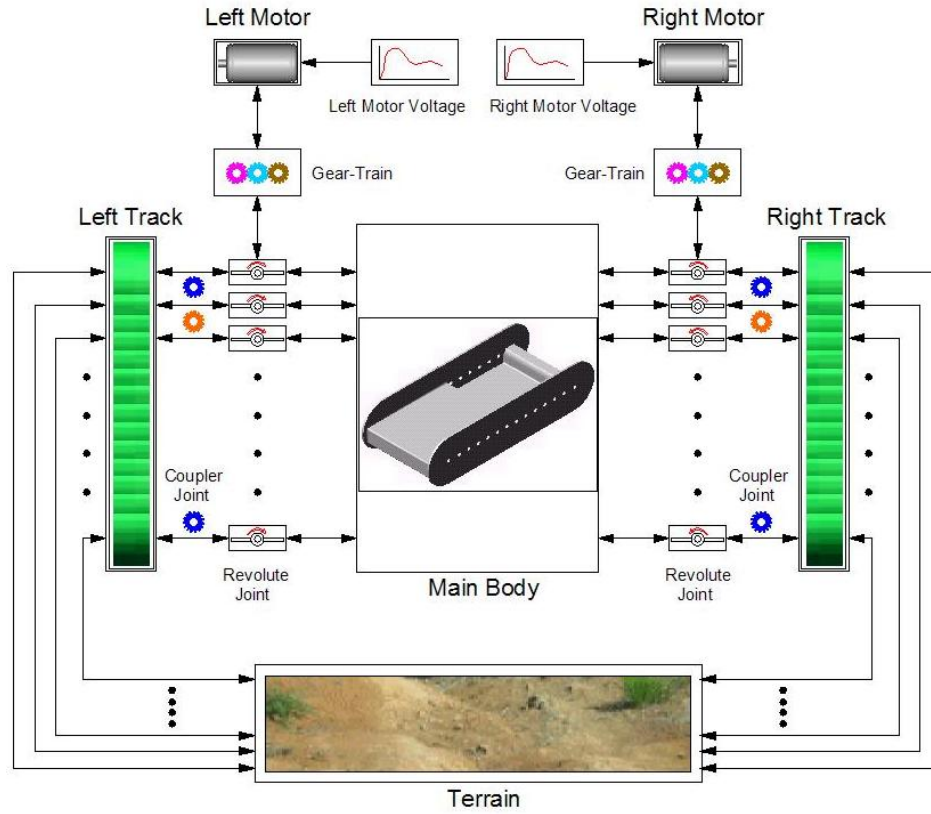 Left Motor
Right Motor
Left Motor Voltage
Right Motor Voltage
Gear-Train
Gear-Train
Left Track
Right Track
Coupler
Joint
Coupler
Joint
Revolute
Joint
Main Body
Revolute
Joint
Terrain